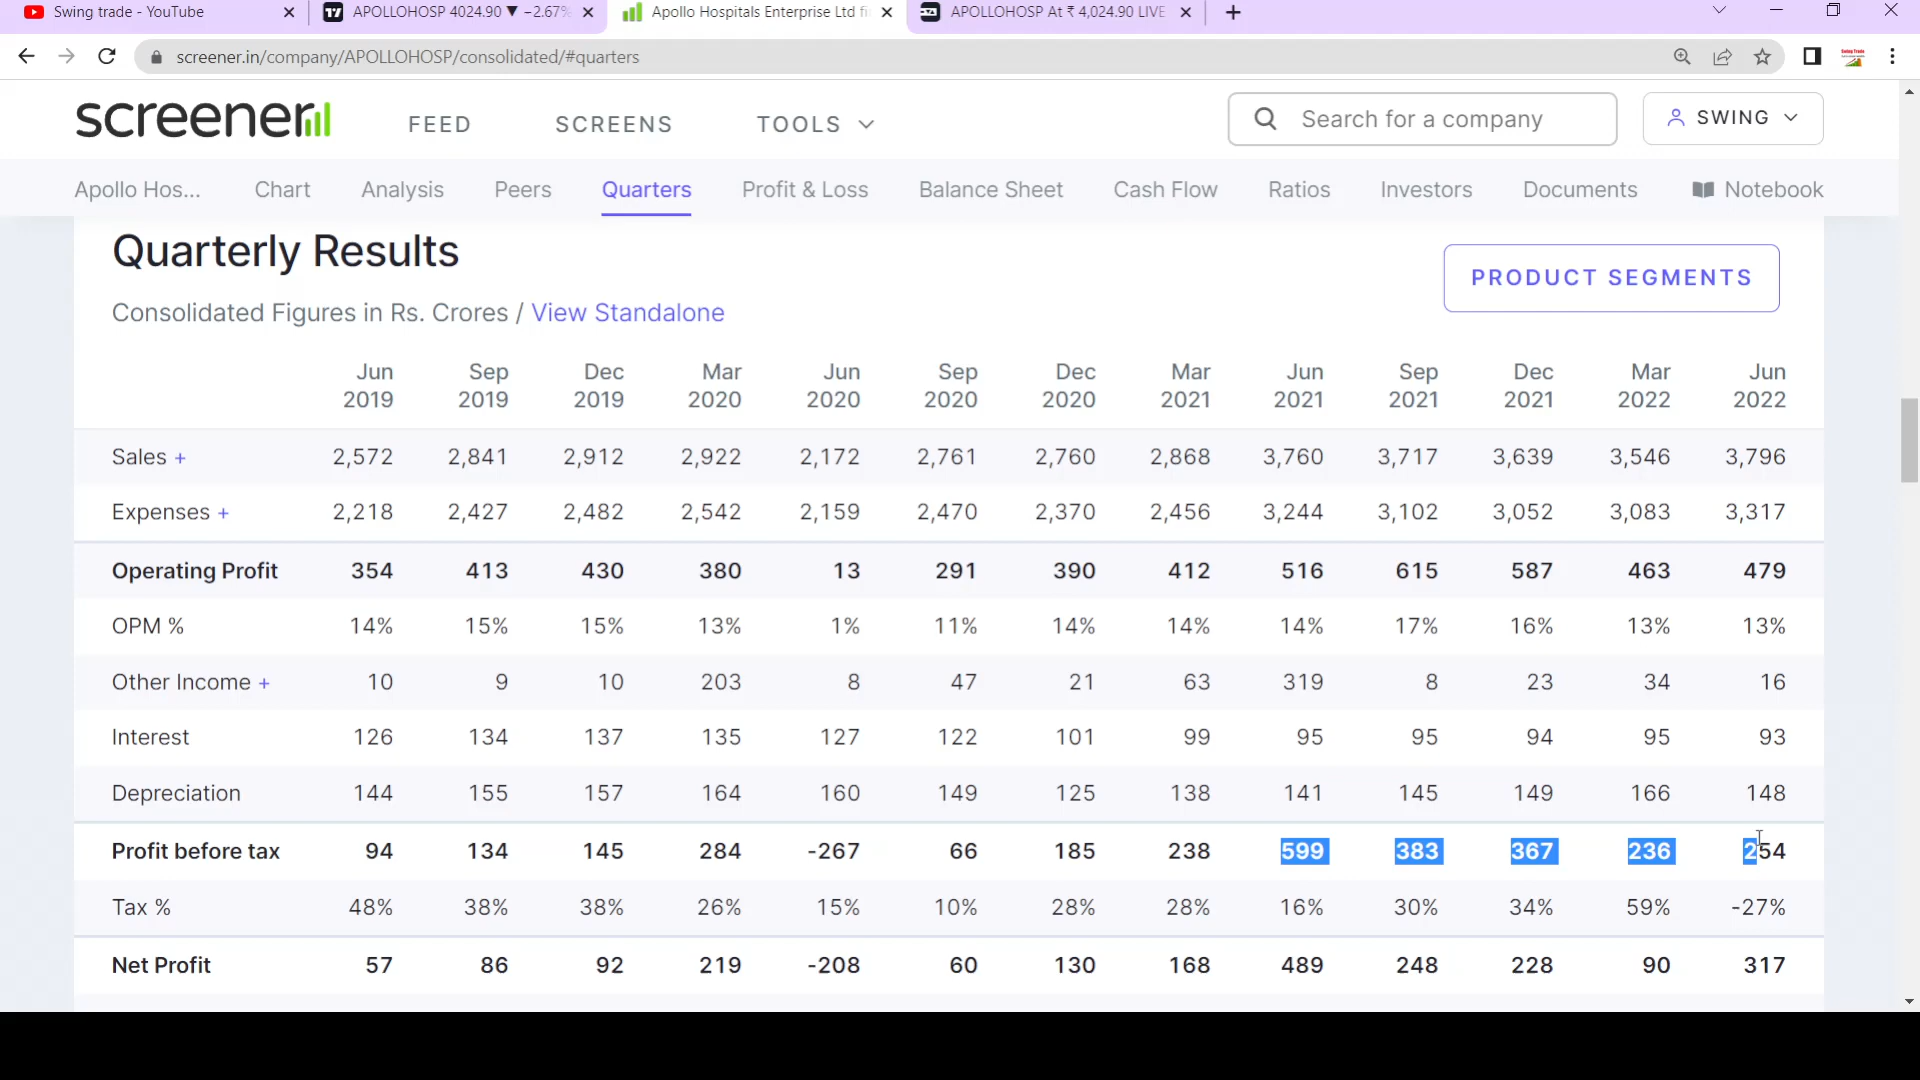 Swing trade - YouTube
APOLLOHOSP 4024.90 ▼ −2.67%
Apollo Hospitals Enterprise Ltd fi
APOLLOHOSP At ₹ 4,024.90 LIVE
screener.in/company/APOLLOHOSP/consolidated/#quarters
screener FEED SCREENS TOOLS Search for a company SWING
Apollo Hos... Chart Analysis Peers Quarters Profit & Loss Balance Sheet Cash Flow Ratios Investors Documents Notebook
Quarterly Results
PRODUCT SEGMENTS
Consolidated Figures in Rs. Crores / View Standalone
Jun Sep Dec Mar Jun Sep Dec Mar Jun Sep Dec Mar Jun
2019 2019 2019 2020 2020 2020 2020 2021 2021 2021 2021 2022 2022
Sales + 2,572 2,841 2,912 2,922 2,172 2,761 2,760 2,868 3,760 3,717 3,639 3,546 3,796
Expenses + 2,218 2,427 2,482 2,542 2,159 2,470 2,370 2,456 3,244 3,102 3,052 3,083 3,317
Operating Profit 354 413 430 380 13 291 390 412 516 615 587 463 479
OPM % 14% 15% 15% 13% 1% 11% 14% 14% 14% 17% 16% 13% 13%
Other Income + 10 9 10 203 8 47 21 63 319 8 23 34 16
Interest 126 134 137 135 127 122 101 99 95 95 94 95 93
Depreciation 144 155 157 164 160 149 125 138 141 145 149 166 148
Profit before tax 94 134 145 284 -267 66 185 238 599 383 367 236 254
Tax % 48% 38% 38% 26% 15% 10% 28% 28% 16% 30% 34% 59% -27%
Net Profit 57 86 92 219 -208 60 130 168 489 248 228 90 317